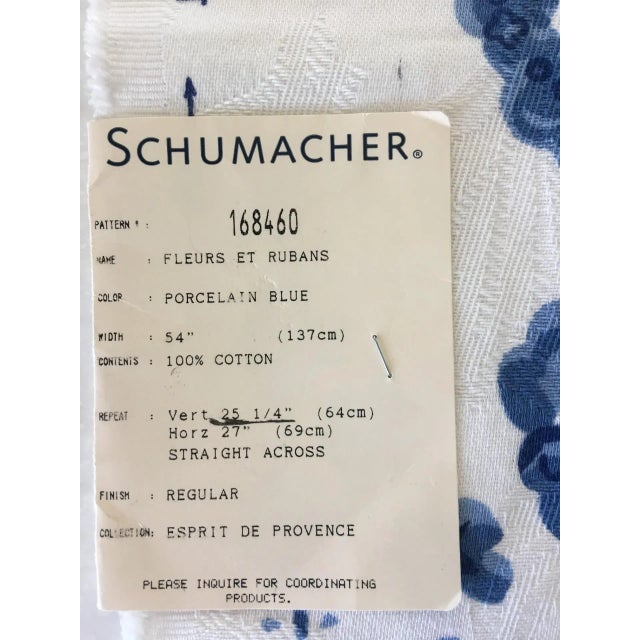 SCHUMACHER®
PATTERN # : 168460
NAME : FLEURS ET RUBANS
COLOR : PORCELAIN BLUE
WIDTH : 54" (137cm)
CONTENTS : 100% COTTON
REPEAT : Vert 25 1/4" (64cm)
Horz 27" (69cm)
STRAIGHT ACROSS
FINISH : REGULAR
COLLECTION: ESPRIT DE PROVENCE
PLEASE INQUIRE FOR COORDINATING
PRODUCTS.